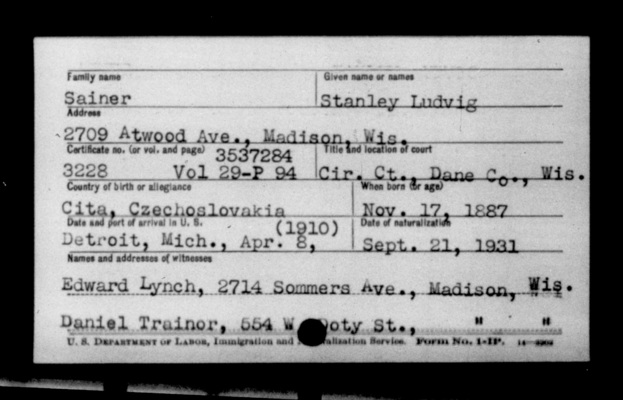 Family name Given name or names
Sainer Stanley Ludvig
Address
2709 Atwood Ave., Madison, Wis.
Certificate no. (or vol. and page) 3537284 Title and location of court
3228 Vol 29-P 94 Cir. Ct., Dane Co., Wis.
Country of birth or allegiance When born (or age)
Cita, Czechoslovakia Nov. 17, 1887
Date and port of arrival in U. S. (1910) Date of naturalization
Detroit, Mich., Apr. 8, Sept. 21, 1931
Names and addresses of witnesses
Edward Lynch, 2714 Sommers Ave., Madison, Wis.
Daniel Trainor, 554 W Doty St., " "
U. S. Department of Labor, Immigration and Naturalization Service. Form No. 1-IP.